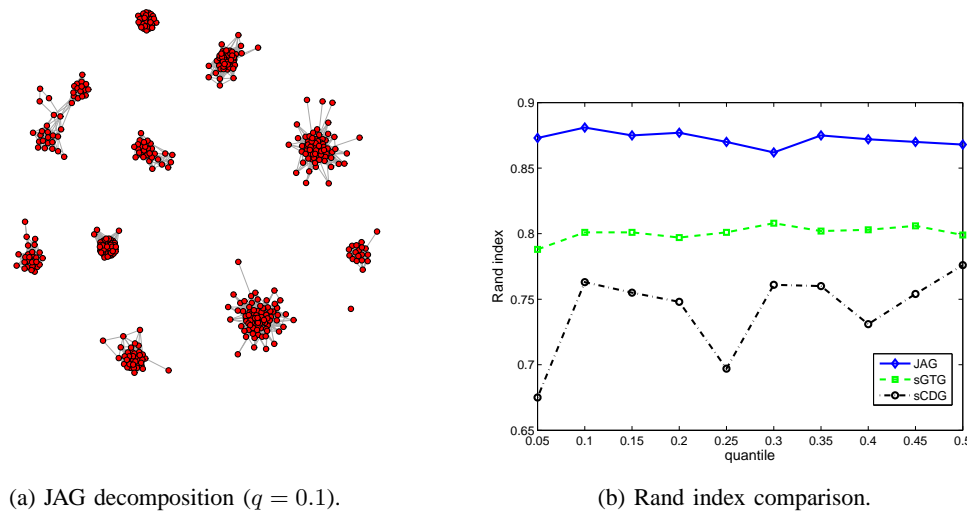 0.9
0.85
0.8
0.75
0.7
0.65
Rand index
0.05 0.1 0.15 0.2 0.25 0.3 0.35 0.4 0.45 0.5
quantile
JAG
sGTG
sCDG
(a) JAG decomposition (q = 0.1).
(b) Rand index comparison.